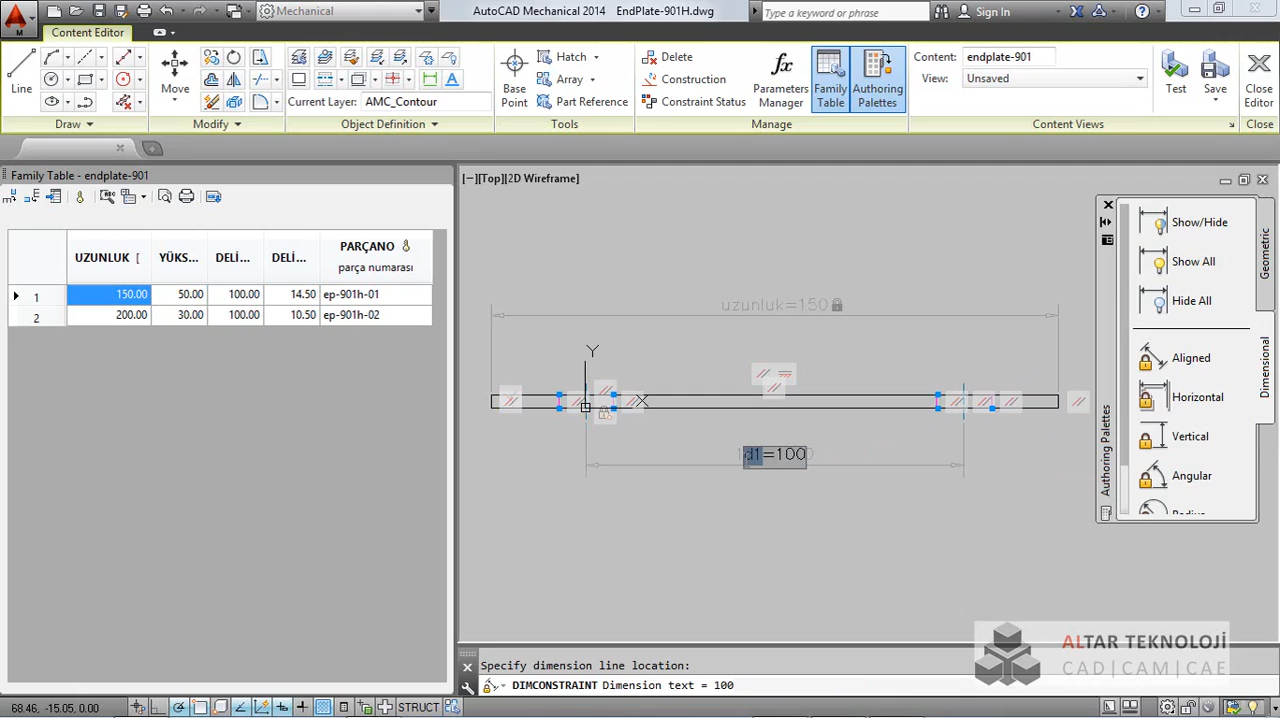 Mechanical
AutoCAD Mechanical 2014 EndPlate-901H.dwg
Type a keyword or phrase
Sign In
M
Content Editor
Line
Move
Current Layer: AMC_Contour
Base Point
Hatch
Array
Part Reference
Delete
Construction
Constraint Status
Parameters Manager
Family Table
Authoring Palettes
Content: endplate-901
View: Unsaved
Test
Save
Close Editor
Draw
Modify
Object Definition
Tools
Manage
Content Views
Close
Family Table - endplate-901
UZUNLUK [ YÜKS... DELİ... DELİ... PARÇANO
parça numarası
1 150.00 50.00 100.00 14.50 ep-901h-01
2 200.00 30.00 100.00 10.50 ep-901h-02
[−][Top][2D Wireframe]
uzunluk=150
Y
X
d1=100
Show/Hide
Show All
Hide All
Aligned
Horizontal
Vertical
Angular
Radius
Geometric
Dimensional
Authoring Palettes
ALTAR TEKNOLOJİ
CAD|CAM|CAE
Specify dimension line location:
DIMCONSTRAINT Dimension text = 100
68.46, -15.05, 0.00
STRUCT